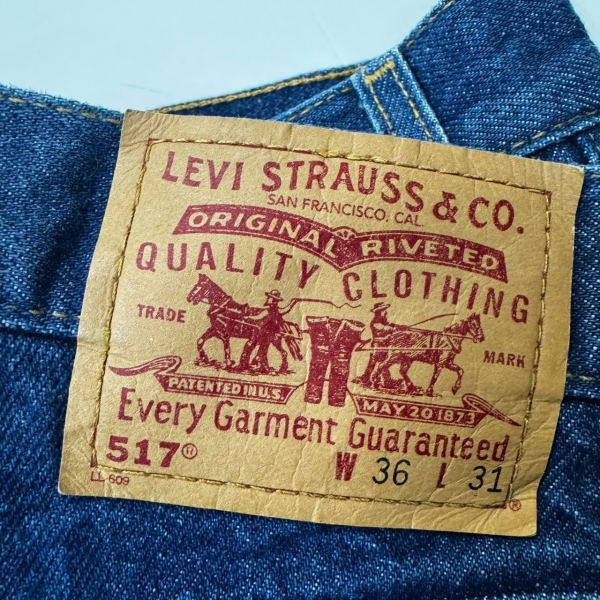 LEVI STRAUSS & CO.
SAN FRANCISCO, CAL.
ORIGINAL RIVETED
QUALITY CLOTHING
TRADE MARK
PATENTED IN U.S. MAY 20 1873
Every Garment Guaranteed
517® W 36 L 31
LL 609 ®